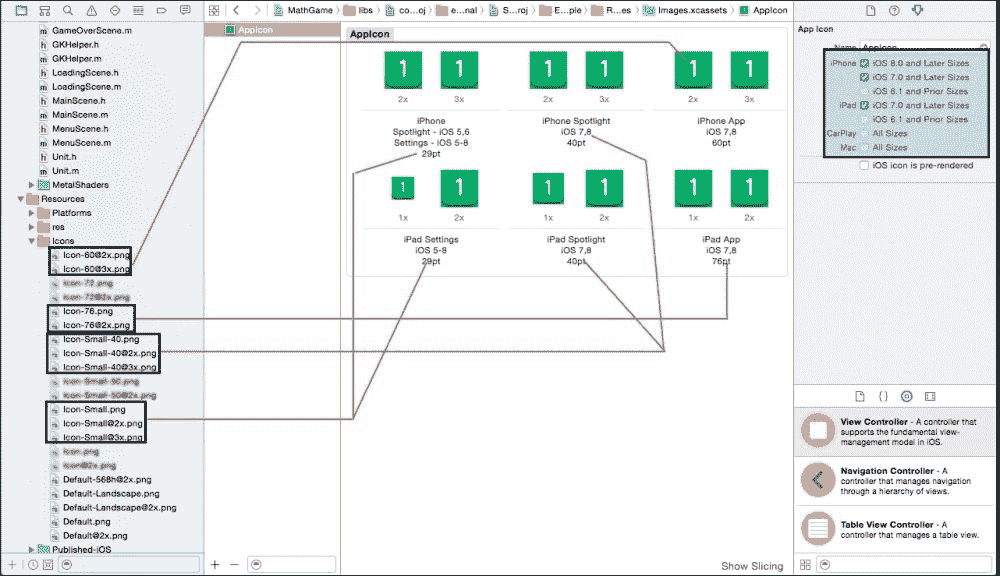 MathGame
libs
co...oj
e...nal
S...roj
E...ple
R...es
Images.xcassets
AppIcon
GameOverScene.m
GKHelper.h
GKHelper.m
LoadingScene.h
LoadingScene.m
MainScene.h
MainScene.m
MenuScene.h
MenuScene.m
Unit.h
Unit.m
MetalShaders
Resources
Platforms
res
Icons
Icon-60@2x.png
Icon-60@3x.png
Icon-72.png
Icon-72@2x.png
Icon-76.png
Icon-76@2x.png
Icon-Small-40.png
Icon-Small-40@2x.png
Icon-Small-40@3x.png
Icon-Small-50.png
Icon-Small-50@2x.png
Icon-Small.png
Icon-Small@2x.png
Icon-Small@3x.png
Icon.png
Icon@2x.png
Default-568h@2x.png
Default-Landscape.png
Default-Landscape@2x.png
Default.png
Default@2x.png
Published-iOS
AppIcon
AppIcon
1 1 1 1 1 1
2x 3x 2x 3x 2x 3x
iPhone
Spotlight - iOS 5,6
Settings - iOS 5-8
29pt
iPhone Spotlight
iOS 7,8
40pt
iPhone App
iOS 7,8
60pt
1 1 1 1 1 1
1x 2x 1x 2x 1x 2x
iPad Settings
iOS 5-8
29pt
iPad Spotlight
iOS 7,8
40pt
iPad App
iOS 7,8
76pt
Show Slicing
App Icon
Name AppIcon
iPhone iOS 8.0 and Later Sizes
iOS 7.0 and Later Sizes
iOS 6.1 and Prior Sizes
iPad iOS 7.0 and Later Sizes
iOS 6.1 and Prior Sizes
CarPlay All Sizes
Mac All Sizes
iOS icon is pre-rendered
View Controller - A controller that
supports the fundamental view-
management model in iOS.
Navigation Controller - A
controller that manages navigation
through a hierarchy of views.
Table View Controller - A
controller that manages a table view.